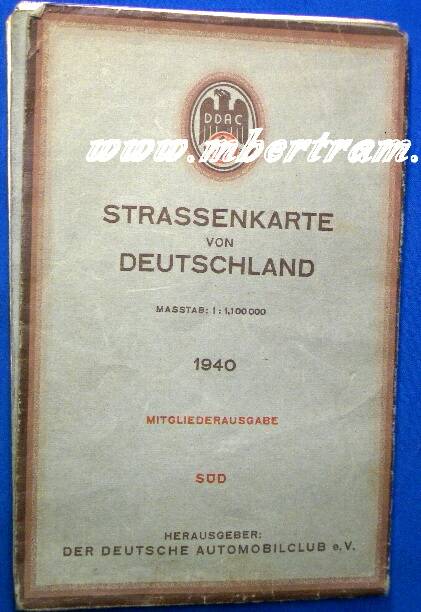 DDAC
www.mbertram.
STRASSENKARTE
VON
DEUTSCHLAND
MASSTAB: 1:1,100 000
1940
MITGLIEDERAUSGABE
SÜD
HERAUSGEBER:
DER DEUTSCHE AUTOMOBILCLUB e.V.